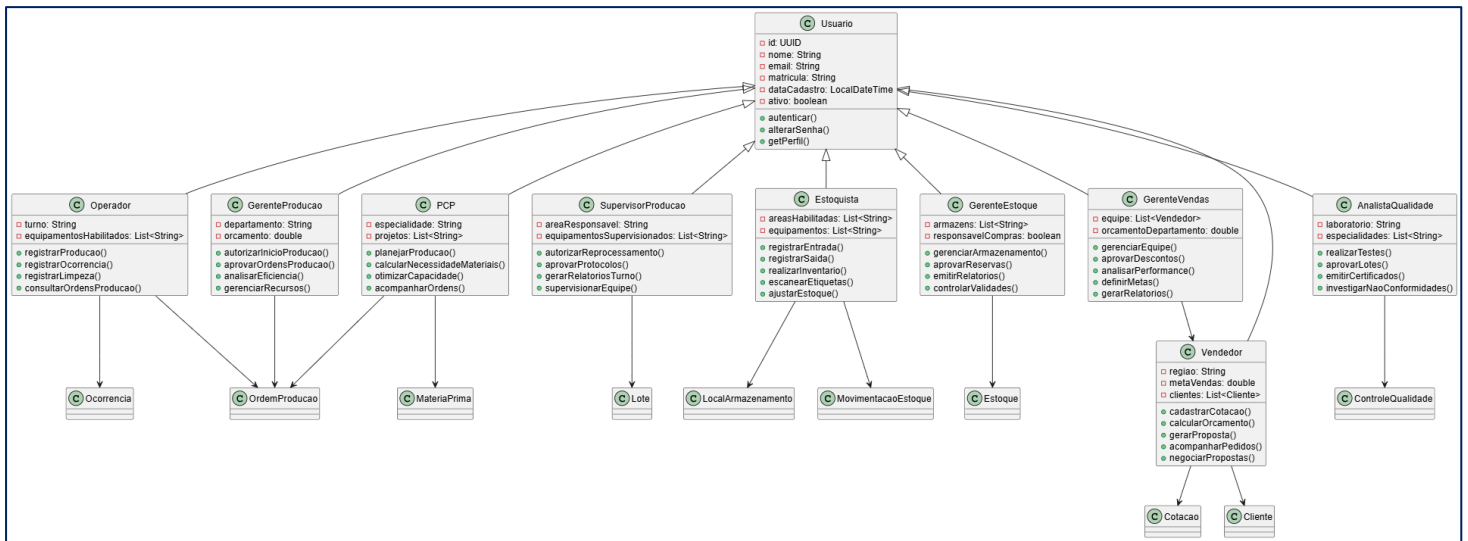 C Usuario
id: UUID
nome: String
email: String
matricula: String
dataCadastro: LocalDateTime
ativo: boolean
autenticar()
alterarSenha()
getPerfil()
C Operador
turno: String
equipamentosHabilitados: List<String>
registrarProducao()
registrarOcorrencia()
registrarLimpeza()
consultarOrdensProducao()
C GerenteProducao
departamento: String
orcamento: double
autorizarInicioProducao()
aprovarOrdensProducao()
analisarEficiencia()
gerenciarRecursos()
C PCP
especialidade: String
projetos: List<String>
planejarProducao()
calcularNecessidadeMateriais()
otimizarCapacidade()
acompanharOrdens()
C SupervisorProducao
areaResponsavel: String
equipamentosSupervisionados: List<String>
autorizarReprocessamento()
aprovarProtocolos()
gerarRelatoriosTurno()
supervisionarEquipe()
C Estoquista
areasHabilitadas: List<String>
equipamentos: List<String>
registrarEntrada()
registrarSaida()
realizarInventario()
escanearEtiquetas()
ajustarEstoque()
C GerenteEstoque
armazens: List<String>
responsavelCompras: boolean
gerenciarArmazenamento()
aprovarReservas()
emitirRelatorios()
controlarValidades()
C GerenteVendas
equipe: List<Vendedor>
orcamentoDepartamento: double
gerenciarEquipe()
aprovarDescontos()
analisarPerformance()
definirMetas()
gerarRelatorios()
C AnalistaQualidade
laboratorio: String
especialidades: List<String>
realizarTestes()
aprovarLotes()
emitirCertificados()
investigarNaoConformidades()
C Vendedor
regiao: String
metaVendas: double
clientes: List<Cliente>
cadastrarCotacao()
calcularOrcamento()
gerarProposta()
acompanharPedidos()
negociarPropostas()
C Ocorrencia
C OrdemProducao
C MateriaPrima
C Lote
C LocalArmazenamento
C MovimentacaoEstoque
C Estoque
C ControleQualidade
C Cotacao
C Cliente